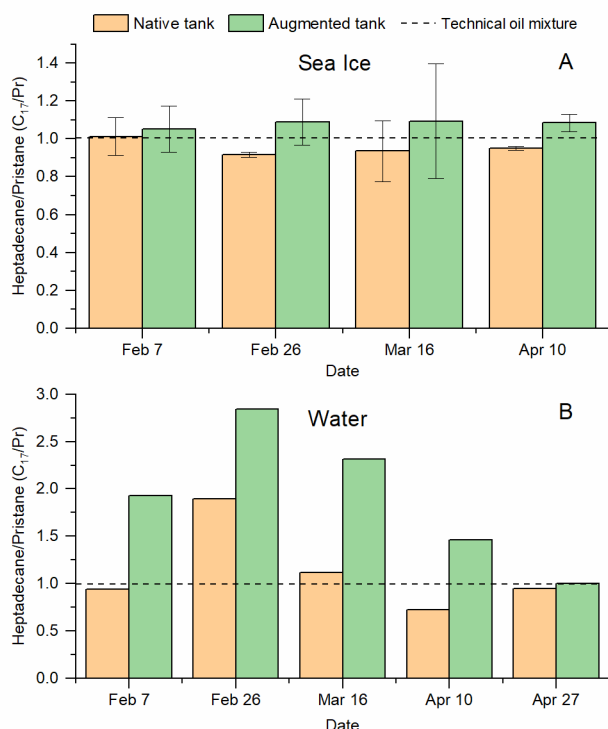 Native tank Augmented tank Technical oil mixture
Sea Ice A
Heptadecane/Pristane (C₁₇/Pr)
1.4
1.2
1.0
0.8
0.6
0.4
0.2
0.0
Feb 7 Feb 26 Mar 16 Apr 10
Date
Water B
Heptadecane/Pristane (C₁₇/Pr)
3.0
2.5
2.0
1.5
1.0
0.5
0.0
Feb 7 Feb 26 Mar 16 Apr 10 Apr 27
Date